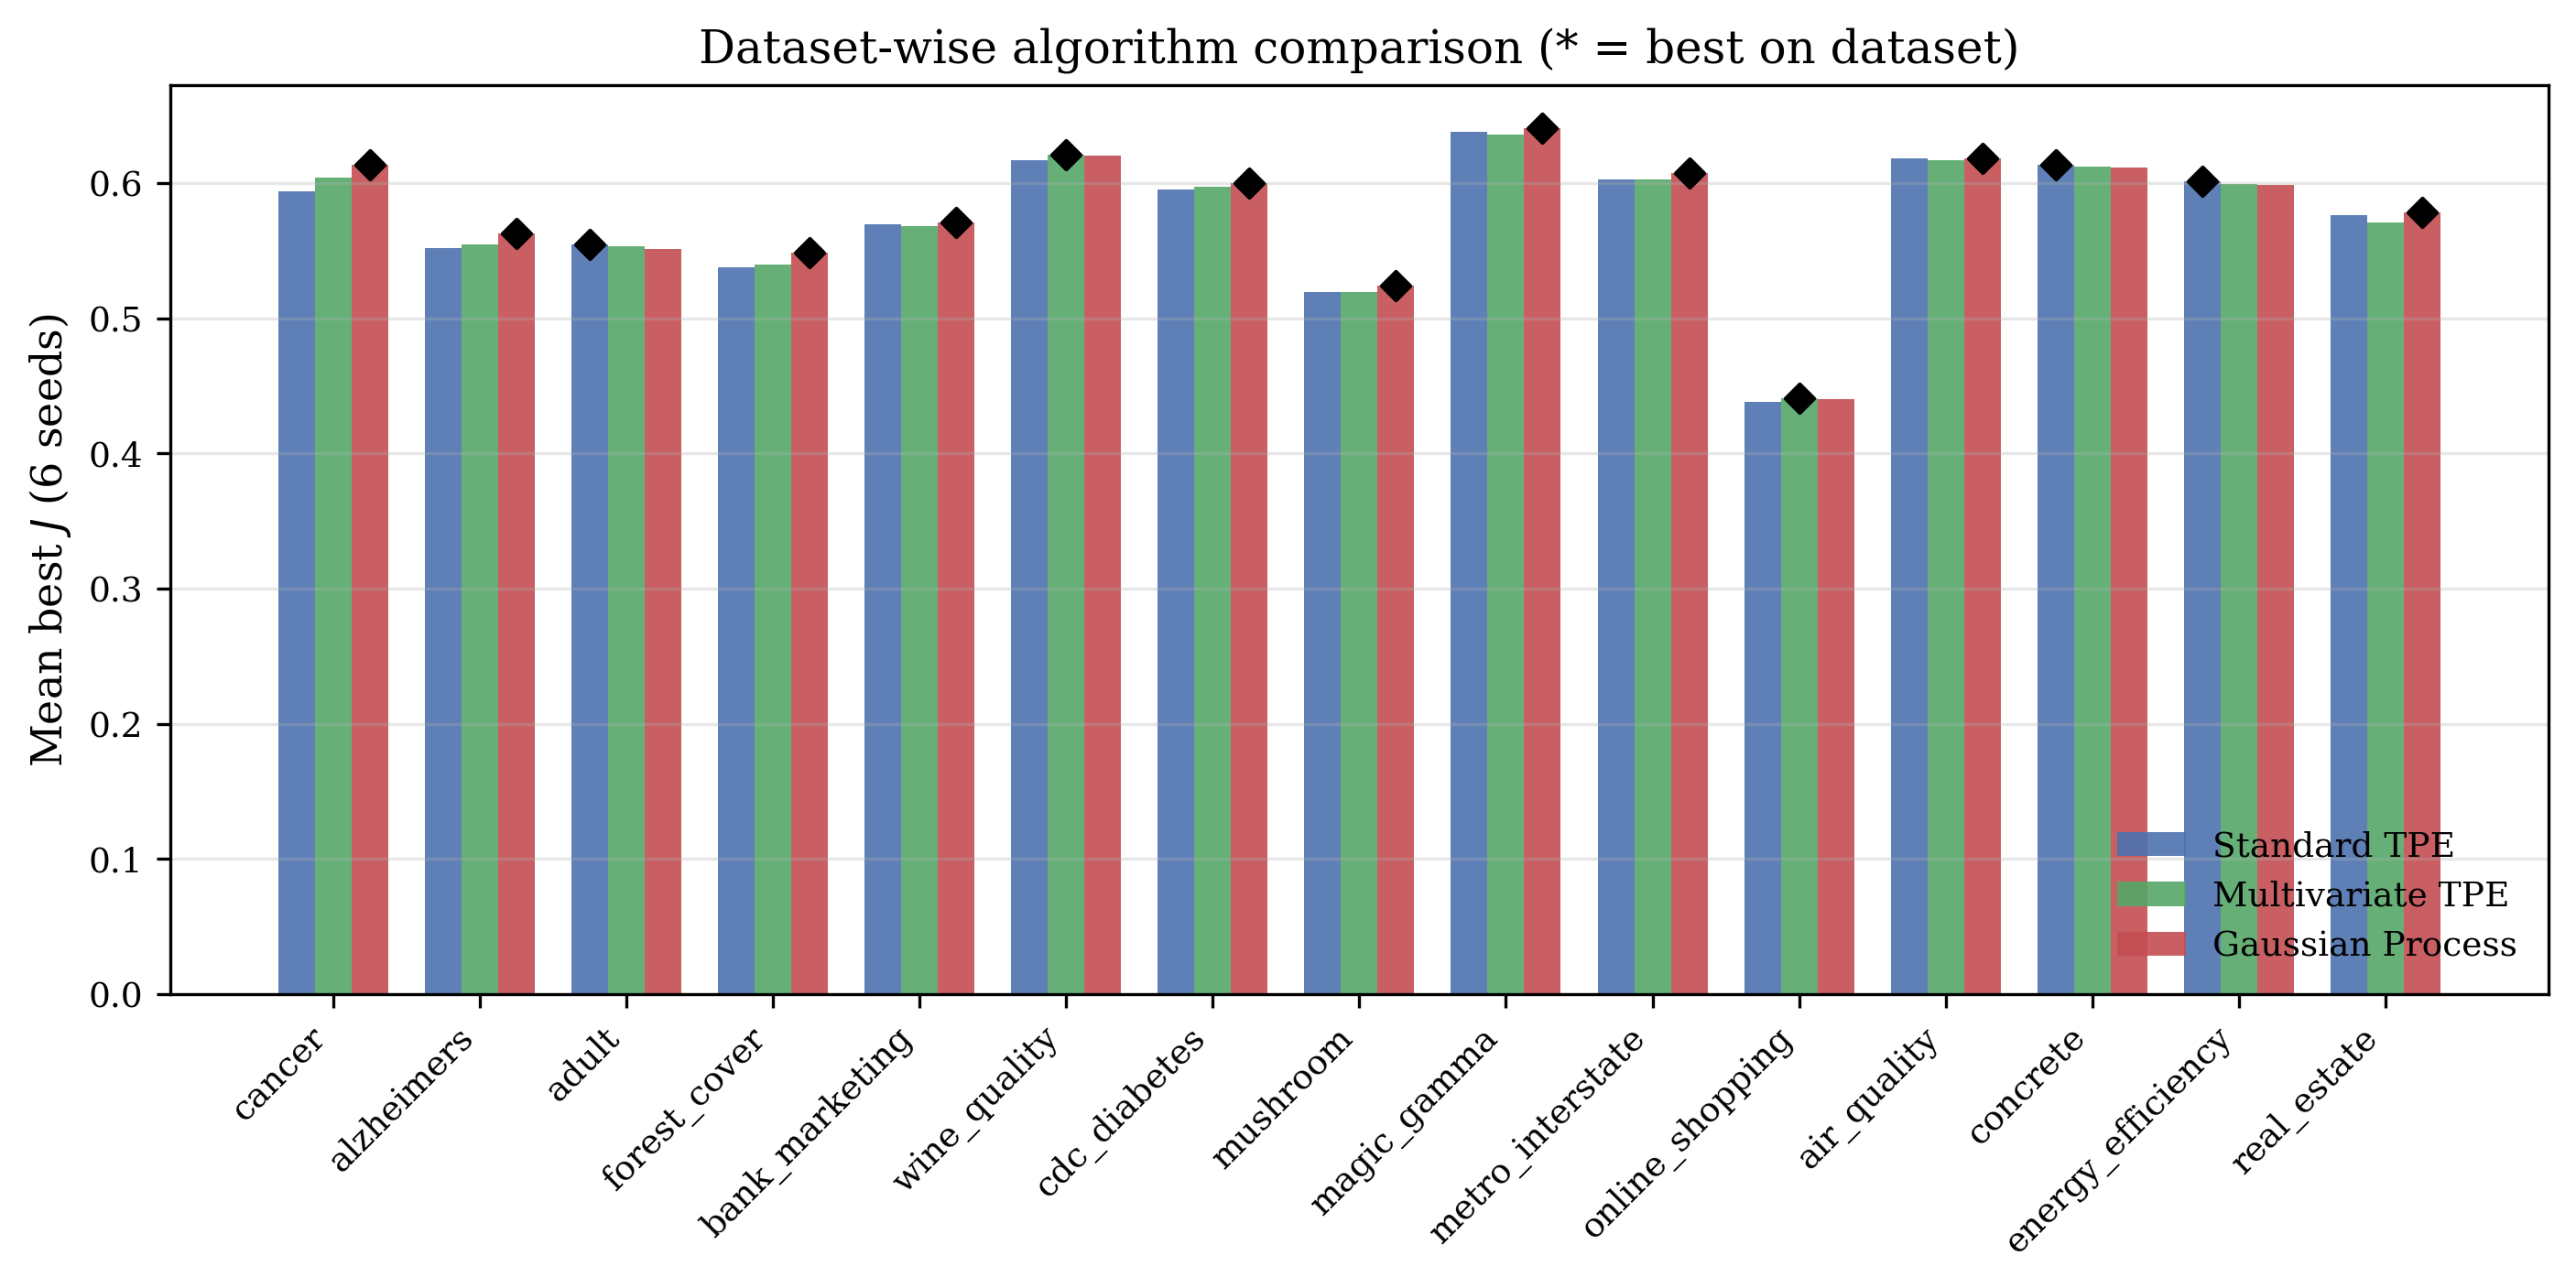 Dataset-wise algorithm comparison (* = best on dataset)
Mean best J (6 seeds)
0.6
0.5
0.4
0.3
0.2
0.1
0.0
Standard TPE
Multivariate TPE
Gaussian Process
cancer
alzheimers
adult
forest_cover
bank_marketing
wine_quality
cdc_diabetes
mushroom
magic_gamma
metro_interstate
online_shopping
air_quality
concrete
energy_efficiency
real_estate